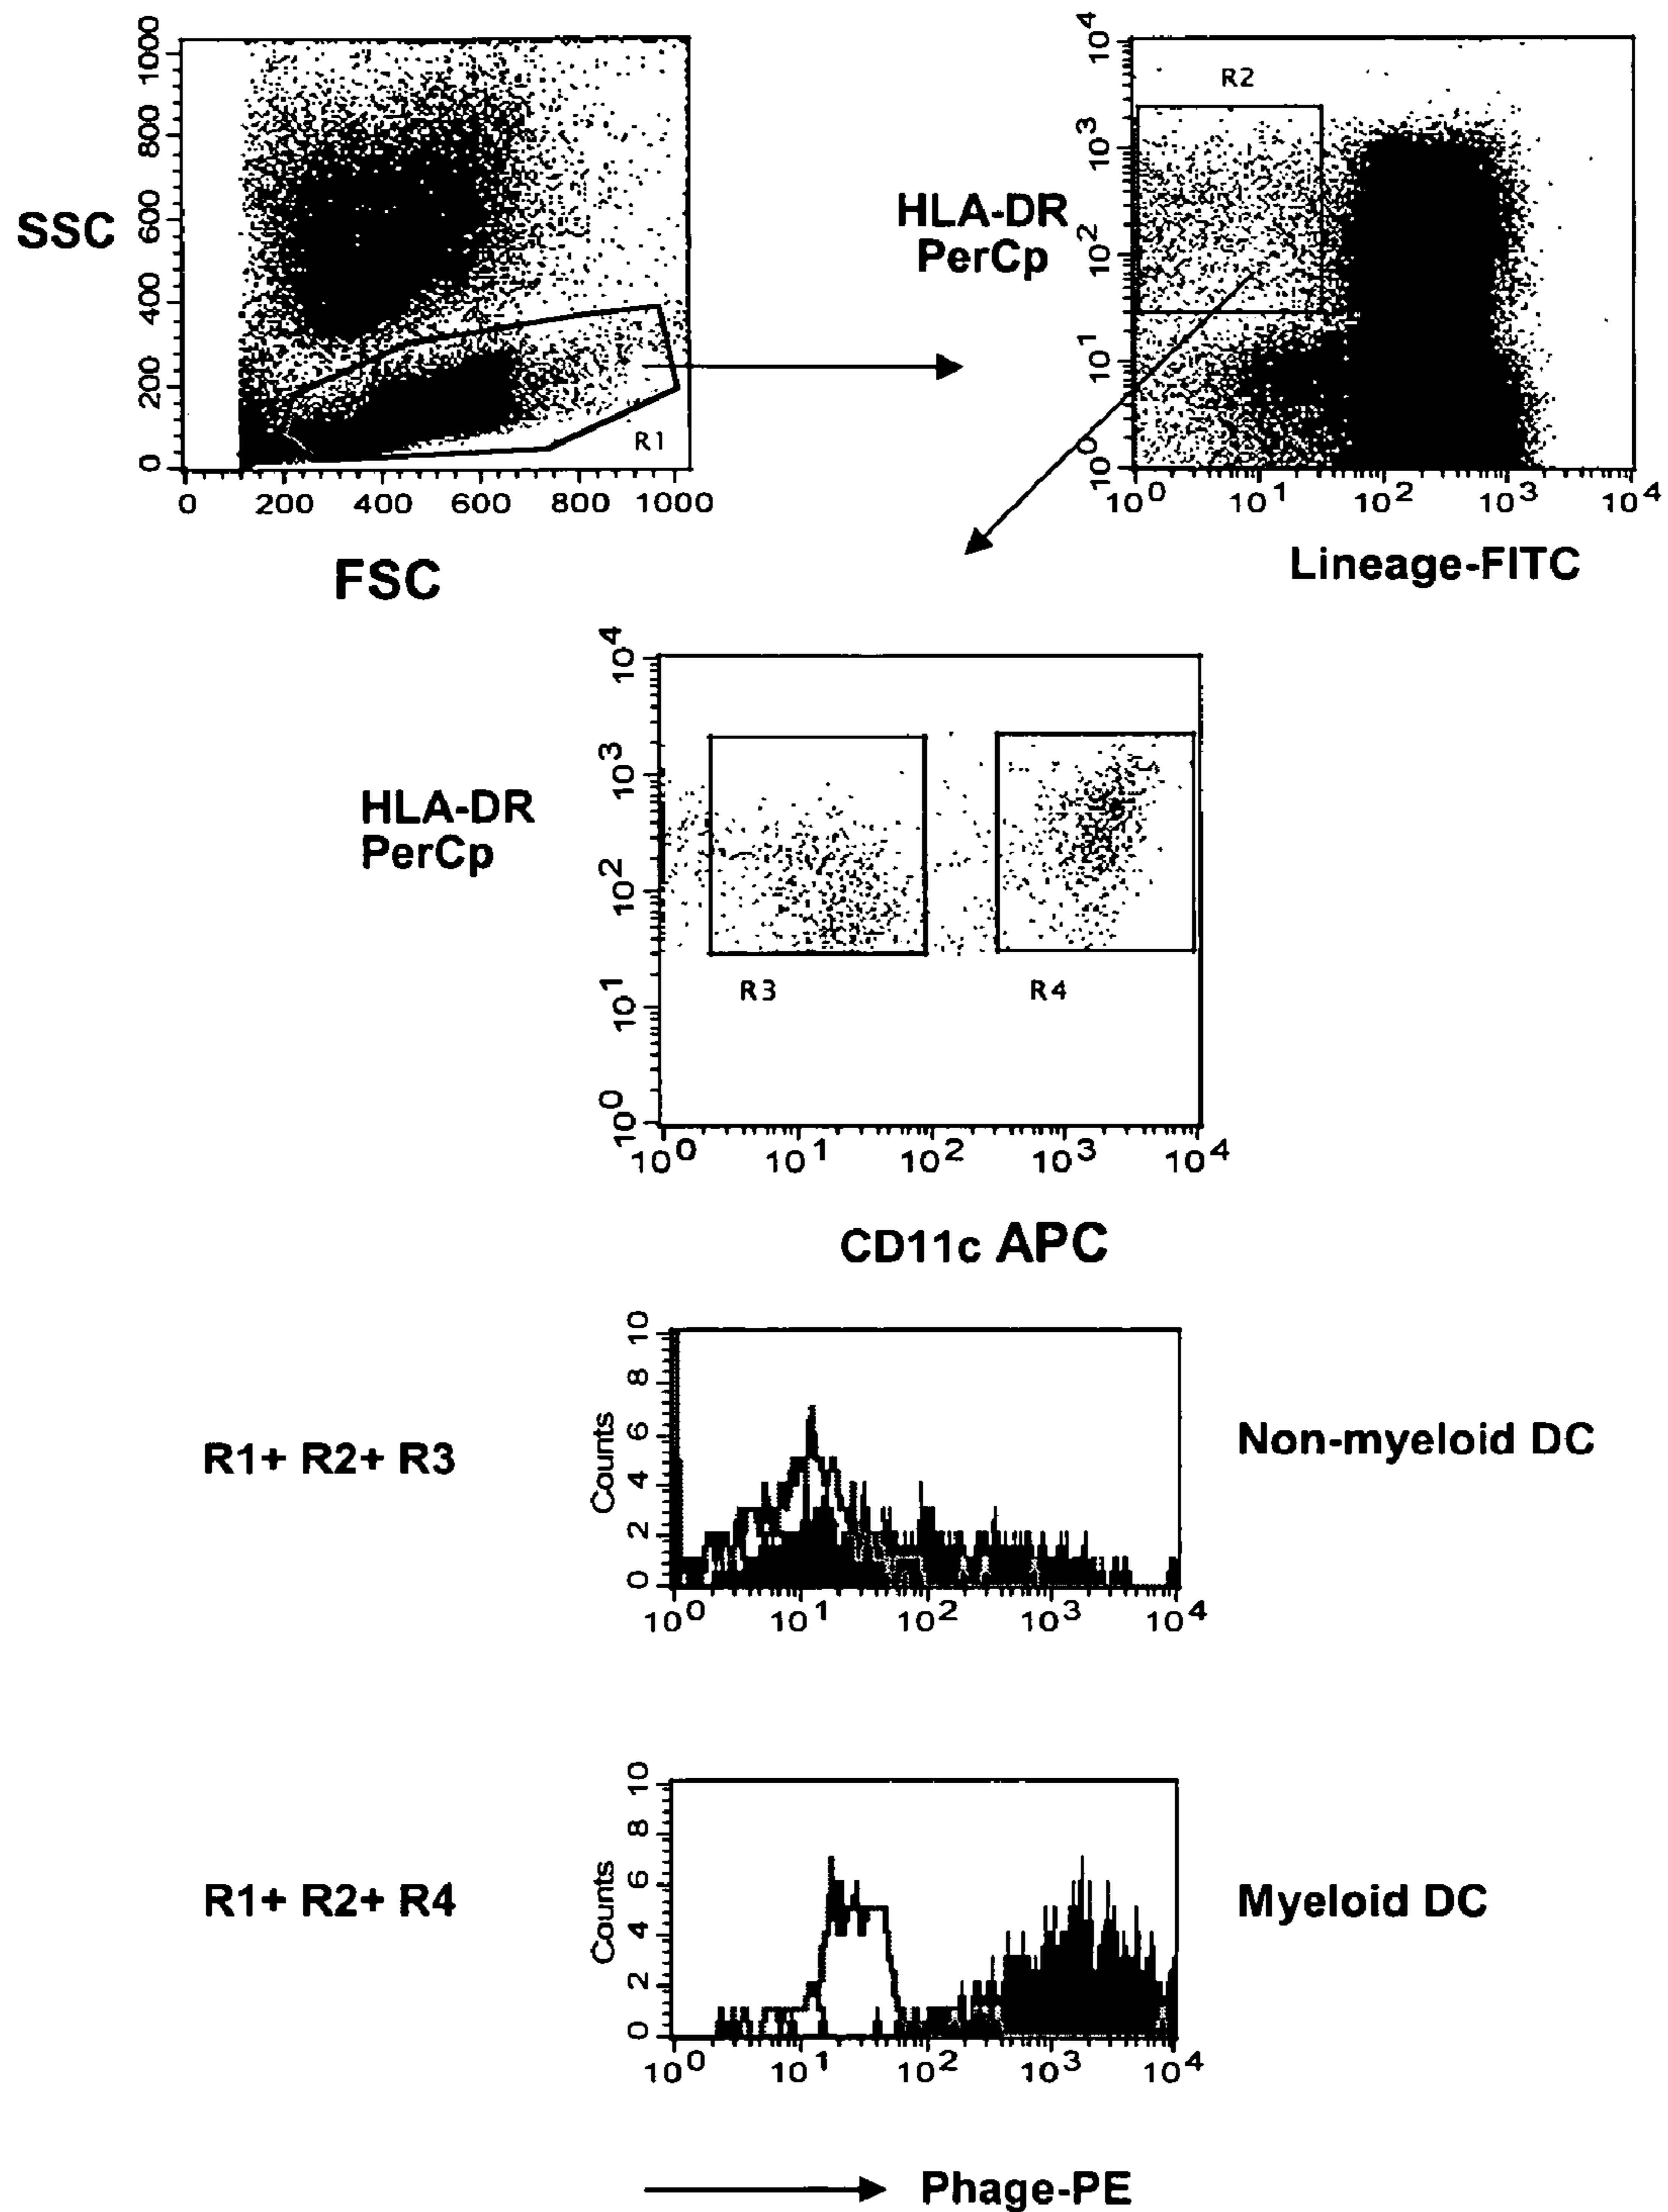 SSC
1000
800
600
400
200
0
R1
0 200 400 600 800 1000
FSC
HLA-DR
PerCp
10^4
10^3
10^2
10^1
10^0
R2
10^0 10^1 10^2 10^3 10^4
Lineage-FITC
HLA-DR
PerCp
10^4
10^3
10^2
10^1
10^0
R3 R4
10^0 10^1 10^2 10^3 10^4
CD11c APC
R1+ R2+ R3
Counts
10
8
6
4
2
0
10^0 10^1 10^2 10^3 10^4
Non-myeloid DC
R1+ R2+ R4
Counts
10
8
6
4
2
0
10^0 10^1 10^2 10^3 10^4
Myeloid DC
Phage-PE